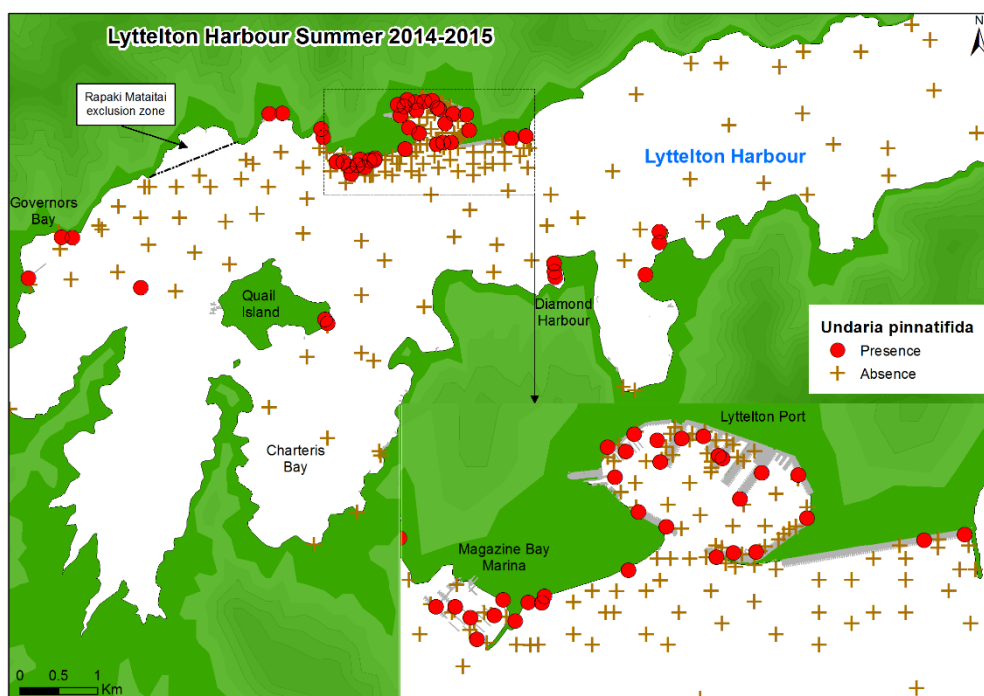 Lyttelton Harbour Summer 2014-2015
N
Rapaki Mataitai
exclusion zone
Lyttelton Harbour
Governors
Bay
Quail
Island
Diamond
Harbour
Undaria pinnatifida
Presence
Absence
Charteris
Bay
Lyttelton Port
Magazine Bay
Marina
0 0.5 1
Km